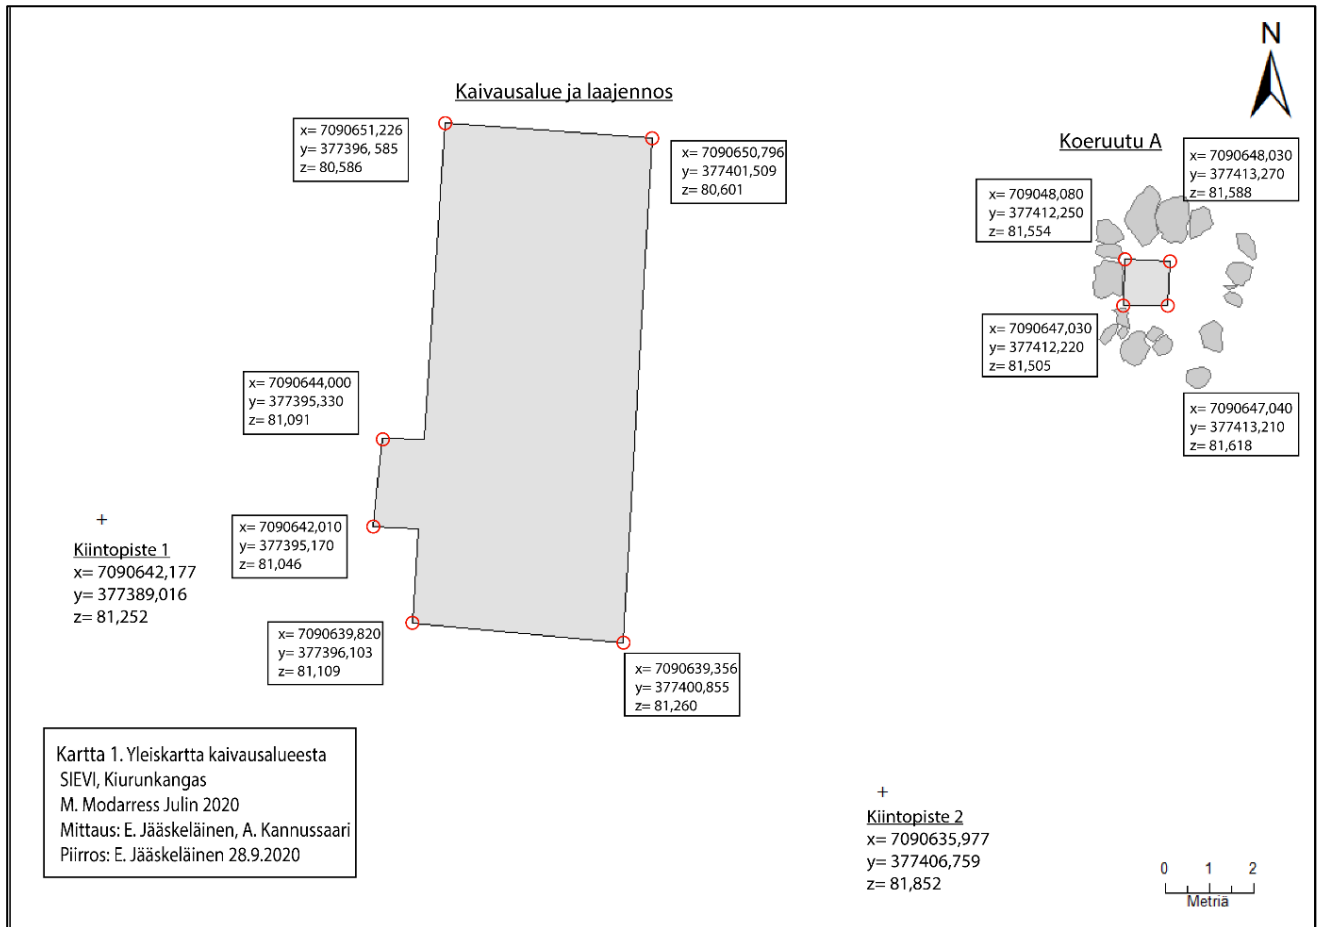 N
Kaivausalue ja laajennos
x= 7090651,226
y= 377396, 585
z= 80,586
x= 7090650,796
y= 377401,509
z= 80,601
Koeruutu A
x= 7090648,030
y= 377413,270
z= 81,588
x= 709048,080
y= 377412,250
z= 81,554
x= 7090647,030
y= 377412,220
z= 81,505
x= 7090647,040
y= 377413,210
z= 81,618
x= 7090644,000
y= 377395,330
z= 81,091
x= 7090642,010
y= 377395,170
z= 81,046
Kiintopiste 1
x= 7090642,177
y= 377389,016
z= 81,252
x= 7090639,820
y= 377396,103
z= 81,109
x= 7090639,356
y= 377400,855
z= 81,260
Kartta 1. Yleiskartta kaivausalueesta
SIEVI, Kiurunkangas
M. Modarress Julin 2020
Mittaus: E. Jääskeläinen, A. Kannussaari
Piirros: E. Jääskeläinen 28.9.2020
Kiintopiste 2
x= 7090635,977
y= 377406,759
z= 81,852
0 1 2
Metriä